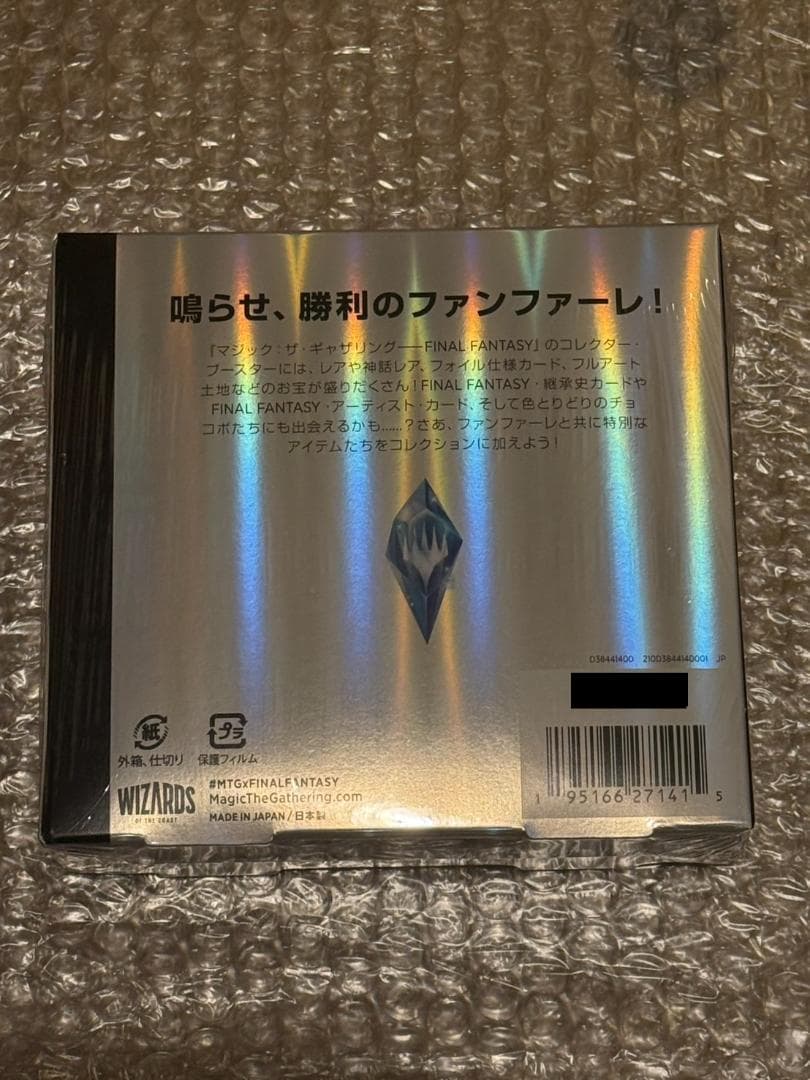 鳴らせ、勝利のファンファーレ！
『マジック：ザ・ギャザリング——FINAL FANTASY』のコレクター・
ブースターには、レアや神話レア、フォイル仕様カード、フルアート
土地などのお宝が盛りだくさん！FINAL FANTASY・継承史カードや
FINAL FANTASY・アーティスト・カード、そして色とりどりのチョ
コボたちにも出会えるかも……？さあ、ファンファーレと共に特別な
アイテムたちをコレクションに加えよう！
D38441400 210D3844140001 JP
紙
プラ
外箱、仕切り 保護フィルム
WIZARDS
OF THE COAST
#MTGxFINALFANTASY
MagicTheGathering.com
MADE IN JAPAN / 日本製
1 95166 27141 5